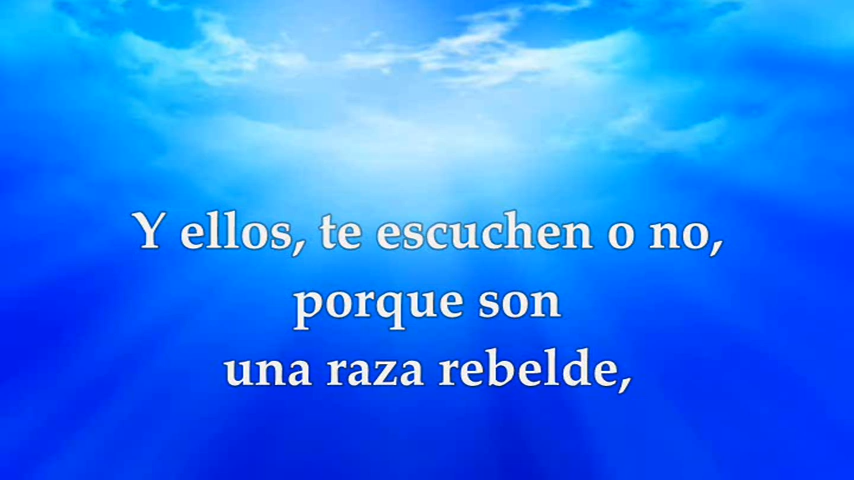 Y ellos, te escuchen o no,
porque son
una raza rebelde,